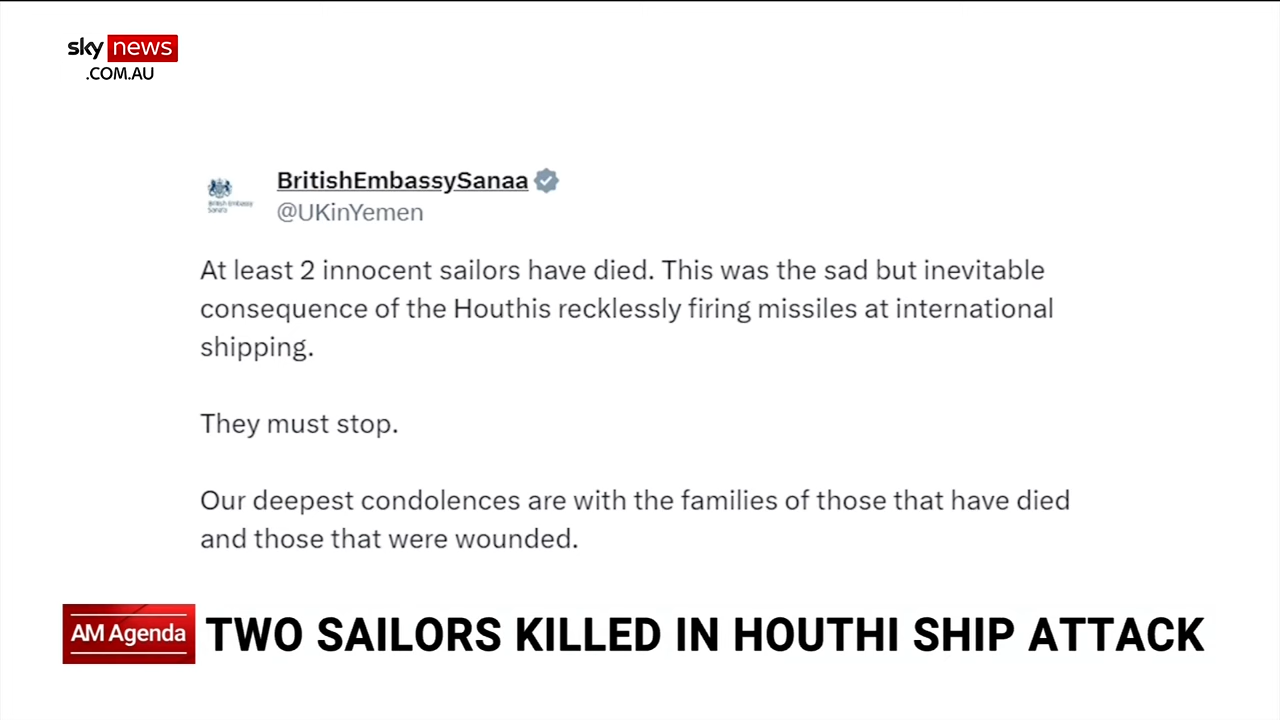 sky news
.COM.AU
BritishEmbassySanaa
@UKinYemen
British Embassy
Sana'a
At least 2 innocent sailors have died. This was the sad but inevitable
consequence of the Houthis recklessly firing missiles at international
shipping.
They must stop.
Our deepest condolences are with the families of those that have died
and those that were wounded.
AM Agenda
TWO SAILORS KILLED IN HOUTHI SHIP ATTACK